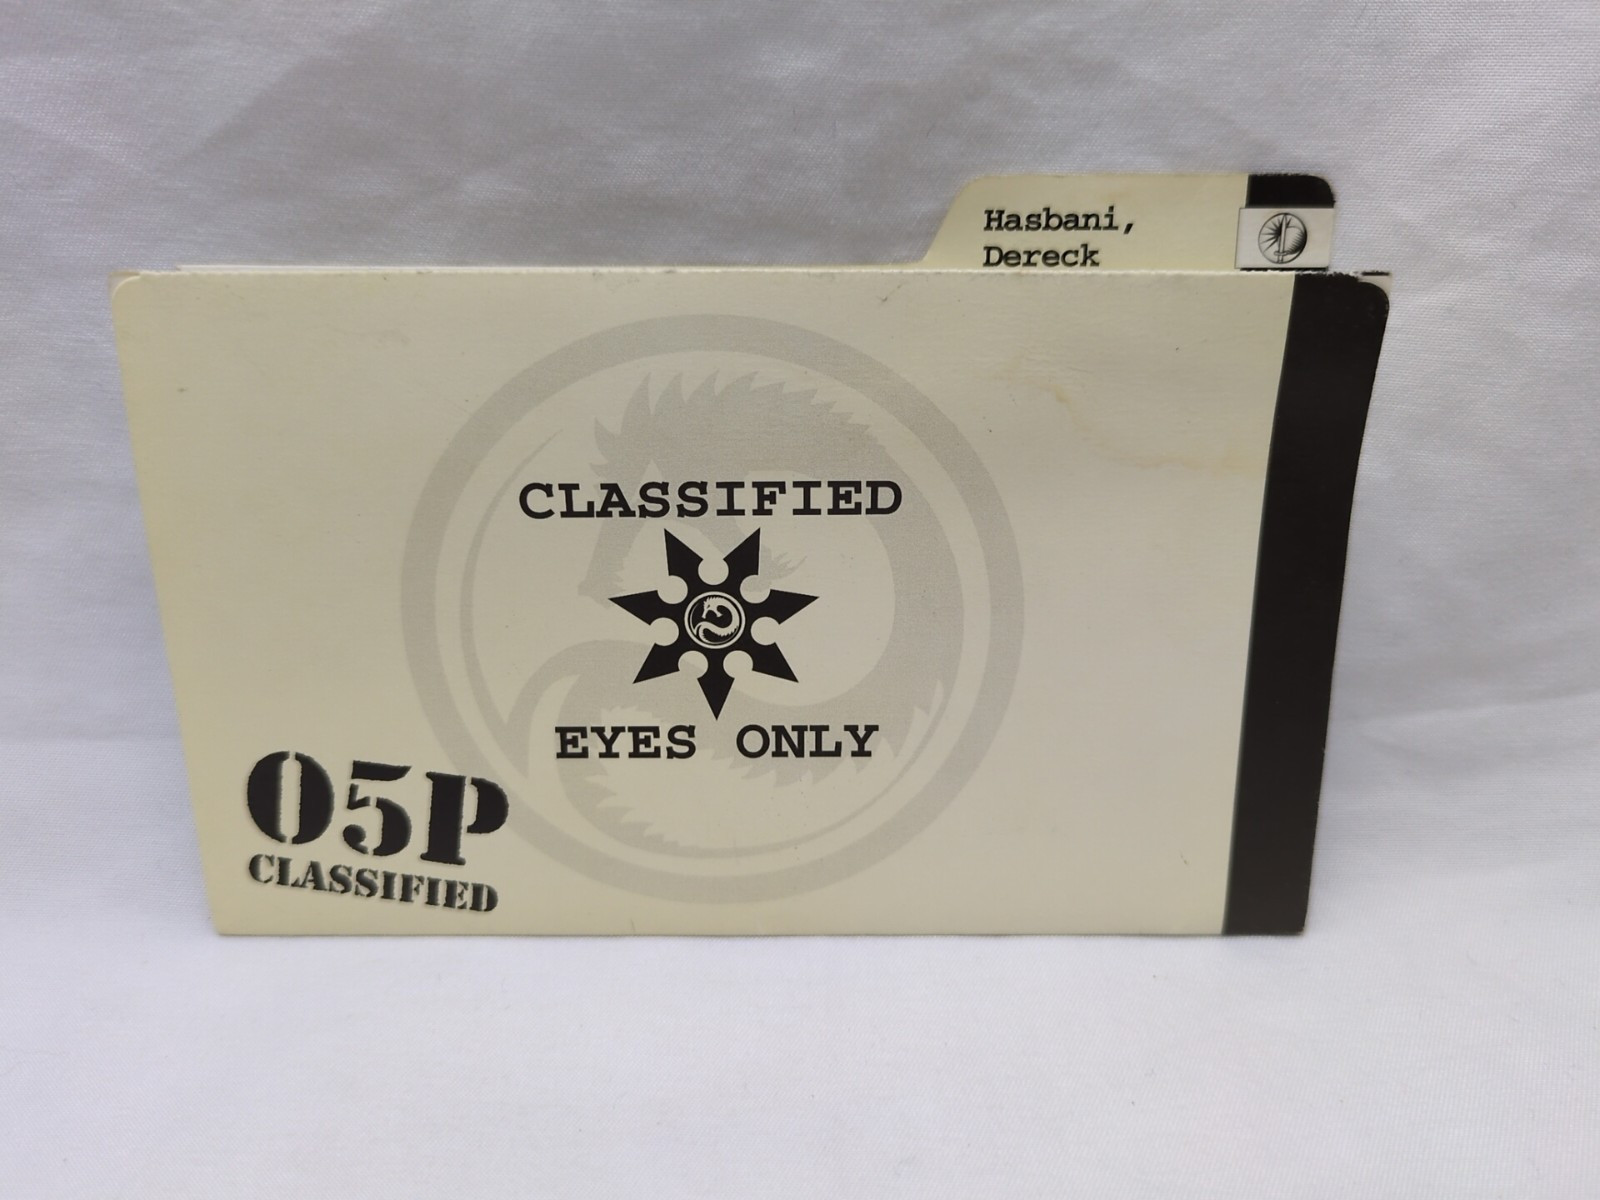 Hasbani,
Dereck
CLASSIFIED
EYES ONLY
05P
CLASSIFIED